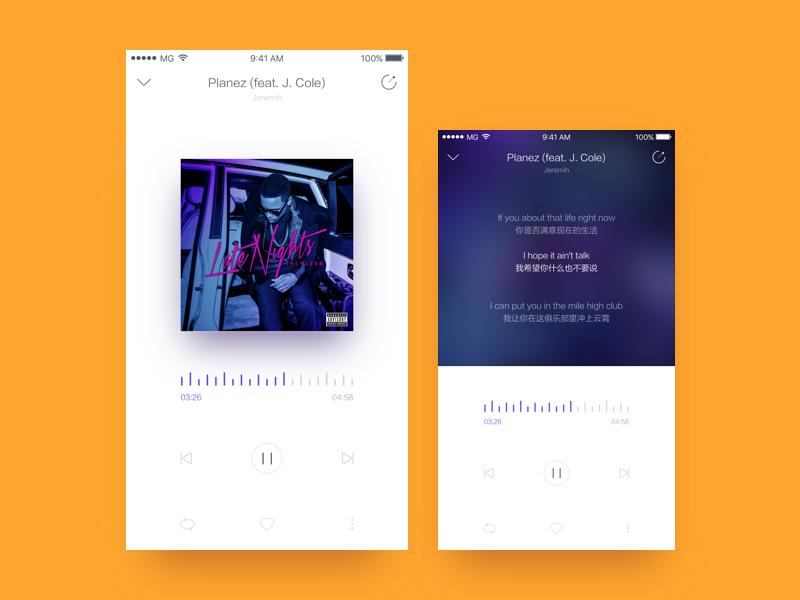 MG
9:41 AM
100%
Planez (feat. J. Cole)
Jeremih
Late Nights
THE ALBUM
PARENTAL
ADVISORY
EXPLICIT CONTENT
03:26
04:58
MG
9:41 AM
100%
Planez (feat. J. Cole)
Jeremih
If you about that life right now
你是否满意现在的生活
I hope it ain't talk
我希望你什么也不要说
I can put you in the mile high club
我让你在这俱乐部里冲上云霄
03:26
04:58